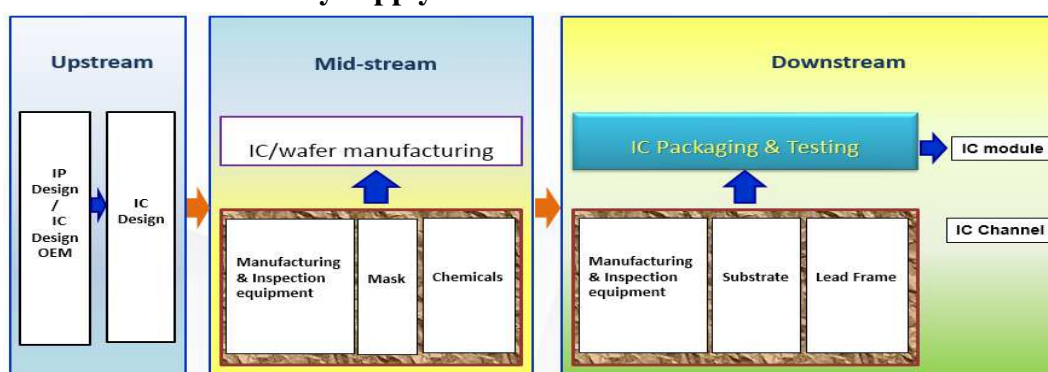 y supply
Upstream
IP
Design
/
IC
Design
OEM
IC
Design
Mid-stream
IC/wafer manufacturing
Manufacturing
& Inspection
equipment
Mask
Chemicals
Downstream
IC Packaging & Testing
IC module
IC Channel
Manufacturing
& Inspection
equipment
Substrate
Lead Frame